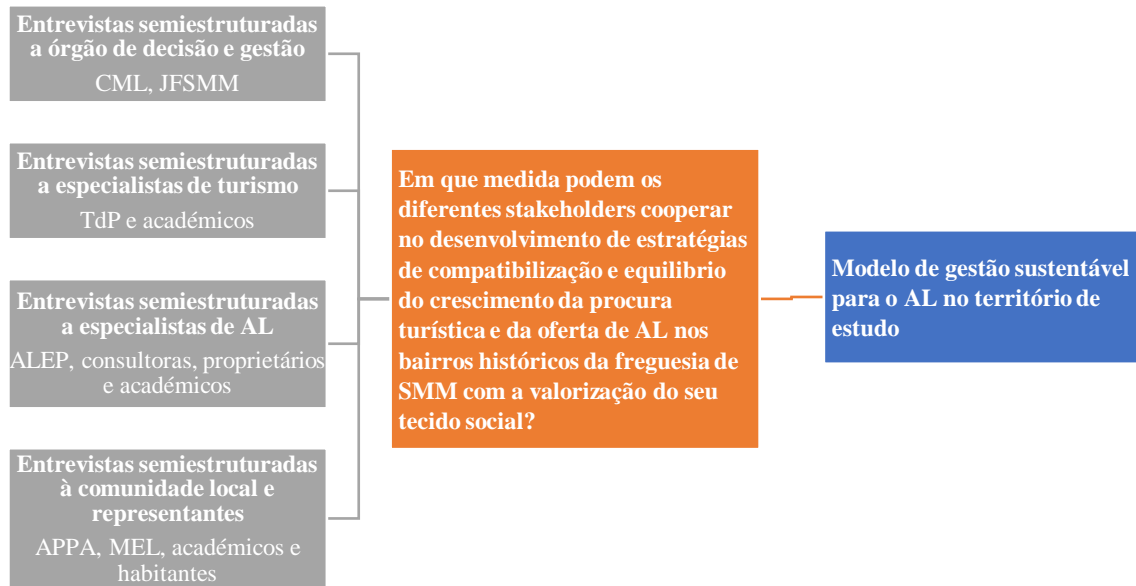 Entrevistas semiestruturadas
a órgão de decisão e gestão
CML, JFSMM
Entrevistas semiestruturadas
a especialistas de turismo
TdP e académicos
Entrevistas semiestruturadas
a especialistas de AL
ALEP, consultoras, proprietários
e académicos
Entrevistas semiestruturadas
à comunidade local e
representantes
APPA, MEL, académicos e
habitantes
Em que medida podem os
diferentes stakeholders cooperar
no desenvolvimento de estratégias
de compatibilização e equilibrio
do crescimento da procura
turística e da oferta de AL nos
bairros históricos da freguesia de
SMM com a valorização do seu
tecido social?
Modelo de gestão sustentável
para o AL no território de
estudo